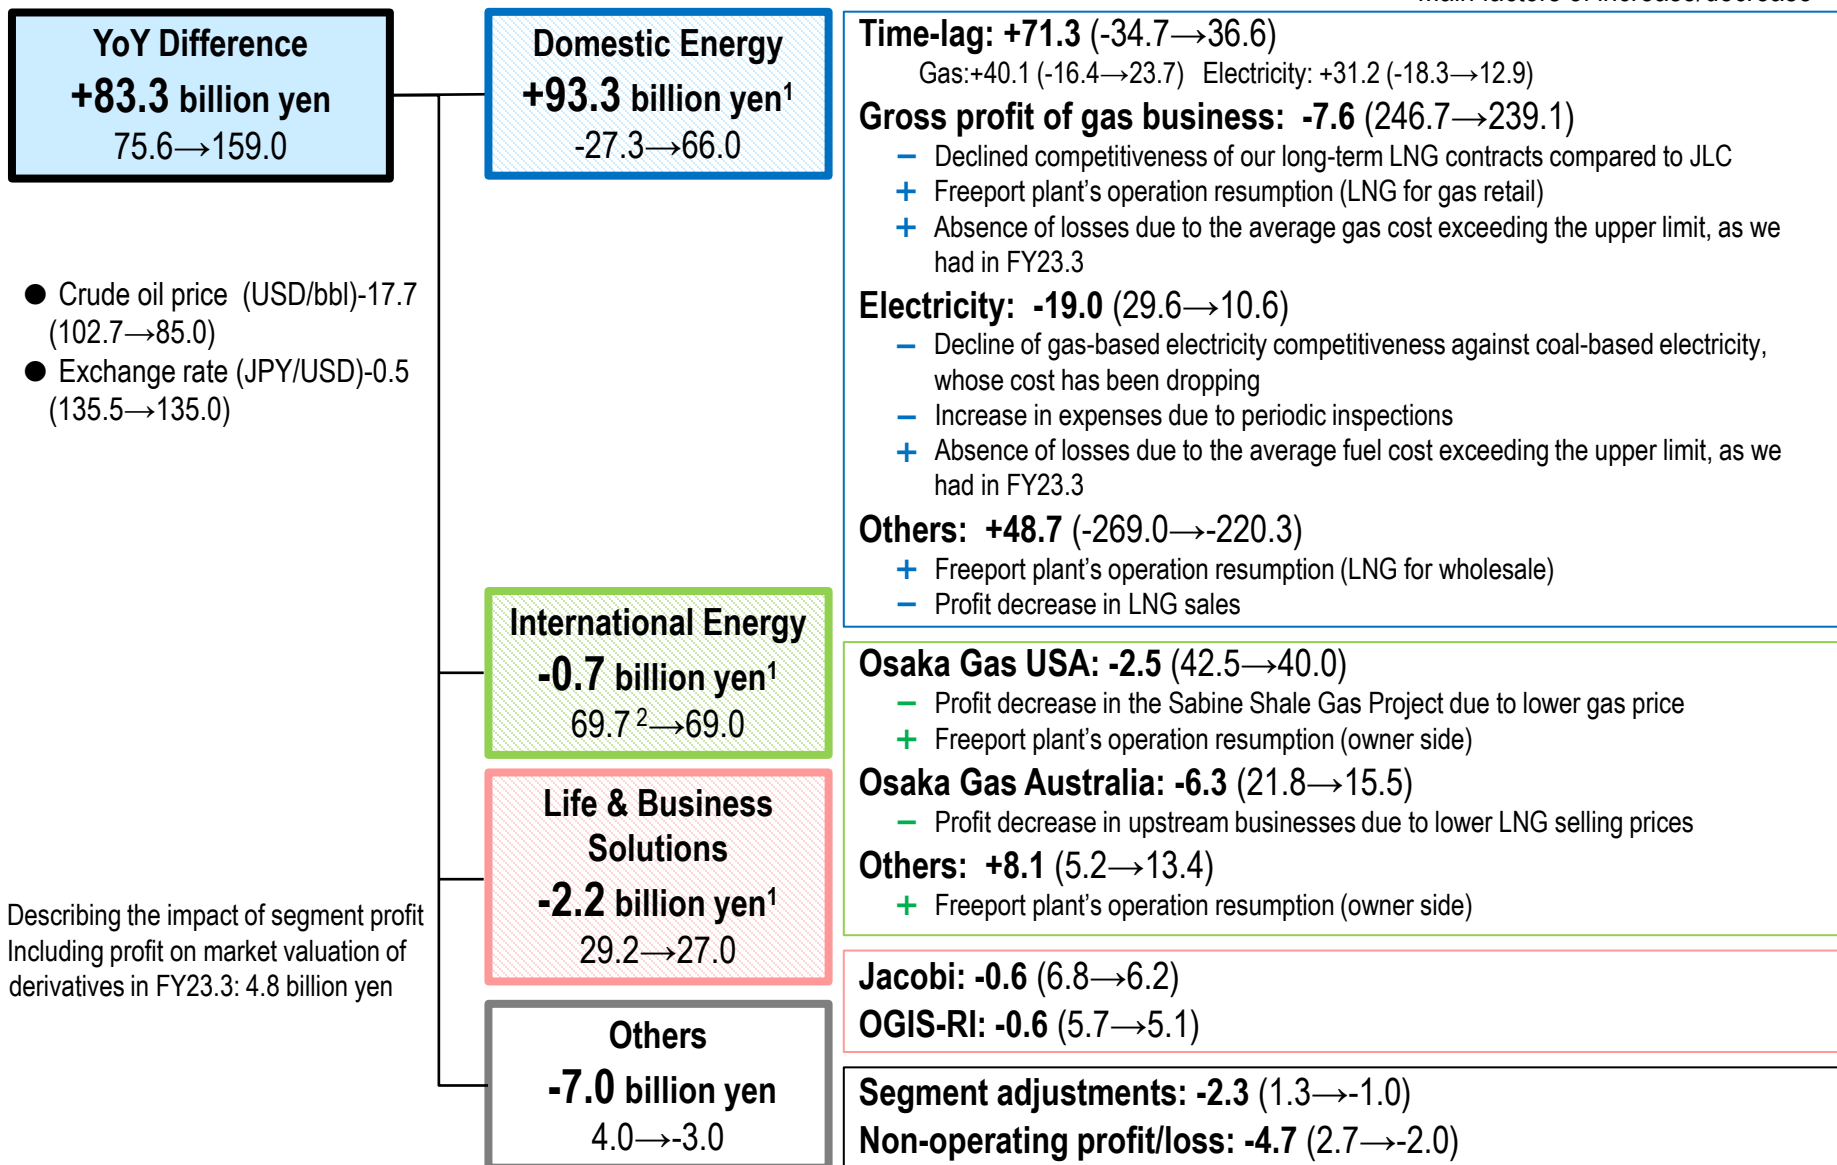 Main factors of increase/decrease
YoY Difference
+83.3 billion yen
75.6→159.0
● Crude oil price (USD/bbl)-17.7
(102.7→85.0)
● Exchange rate (JPY/USD)-0.5
(135.5→135.0)
Describing the impact of segment profit
Including profit on market valuation of
derivatives in FY23.3: 4.8 billion yen
Domestic Energy
+93.3 billion yen¹
-27.3→66.0
Time-lag: +71.3 (-34.7→36.6)
Gas:+40.1 (-16.4→23.7) Electricity: +31.2 (-18.3→12.9)
Gross profit of gas business: -7.6 (246.7→239.1)
− Declined competitiveness of our long-term LNG contracts compared to JLC
+ Freeport plant's operation resumption (LNG for gas retail)
+ Absence of losses due to the average gas cost exceeding the upper limit, as we
had in FY23.3
Electricity: -19.0 (29.6→10.6)
− Decline of gas-based electricity competitiveness against coal-based electricity,
whose cost has been dropping
− Increase in expenses due to periodic inspections
+ Absence of losses due to the average fuel cost exceeding the upper limit, as we
had in FY23.3
Others: +48.7 (-269.0→-220.3)
+ Freeport plant's operation resumption (LNG for wholesale)
− Profit decrease in LNG sales
International Energy
-0.7 billion yen¹
69.7 ²→69.0
Osaka Gas USA: -2.5 (42.5→40.0)
− Profit decrease in the Sabine Shale Gas Project due to lower gas price
+ Freeport plant's operation resumption (owner side)
Osaka Gas Australia: -6.3 (21.8→15.5)
− Profit decrease in upstream businesses due to lower LNG selling prices
Others: +8.1 (5.2→13.4)
+ Freeport plant's operation resumption (owner side)
Life & Business
Solutions
-2.2 billion yen¹
29.2→27.0
Jacobi: -0.6 (6.8→6.2)
OGIS-RI: -0.6 (5.7→5.1)
Others
-7.0 billion yen
4.0→-3.0
Segment adjustments: -2.3 (1.3→-1.0)
Non-operating profit/loss: -4.7 (2.7→-2.0)